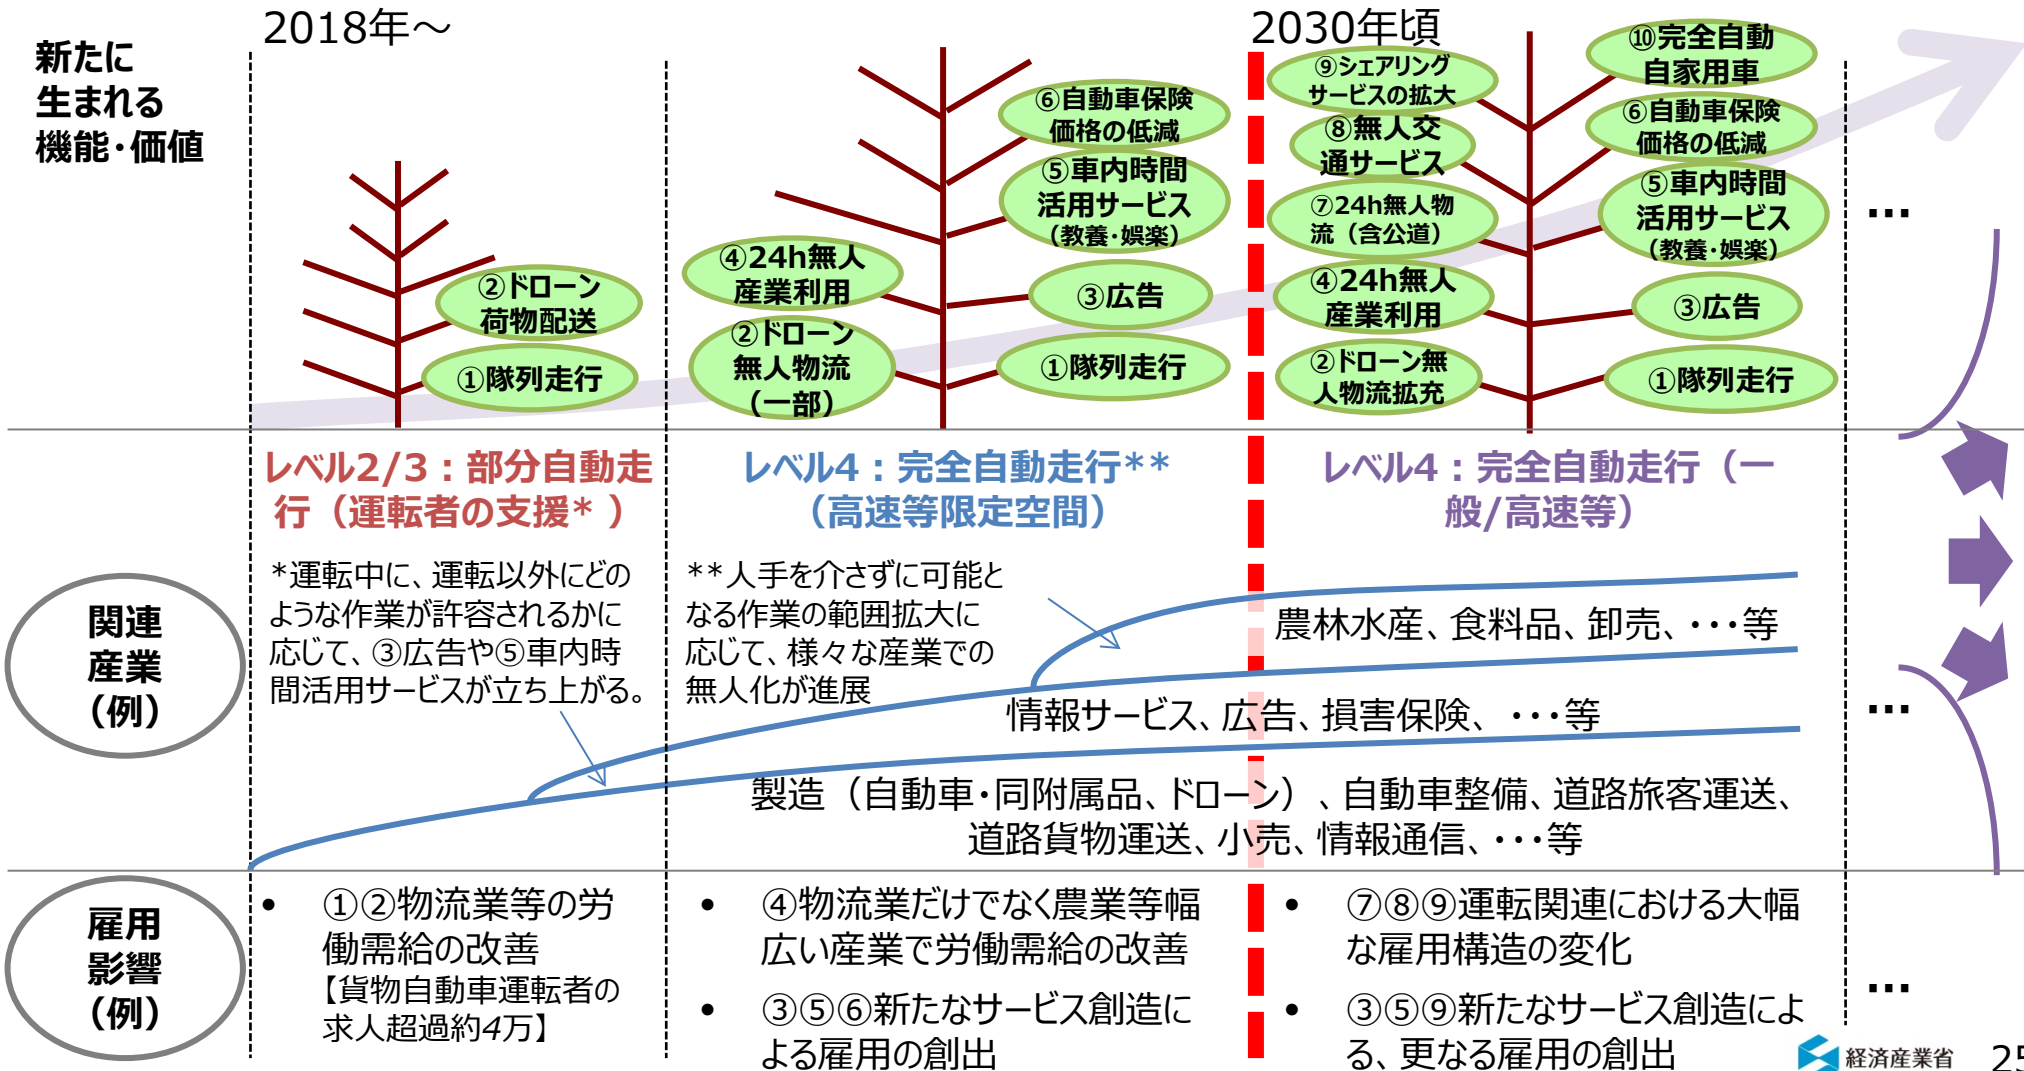 新たに
生まれる
機能・価値
2018年～
②ドローン
荷物配送
①隊列走行
⑥自動車保険
価格の低減
⑤車内時間
活用サービス
（教養・娯楽）
④24h無人
産業利用
③広告
②ドローン
無人物流
（一部）
①隊列走行
2030年頃
⑨シェアリング
サービスの拡大
⑩完全自動
自家用車
⑧無人交
通サービス
⑥自動車保険
価格の低減
⑦24h無人物
流（含公道）
⑤車内時間
活用サービス
（教養・娯楽）
④24h無人
産業利用
③広告
②ドローン無
人物流拡充
①隊列走行
…
レベル2/3：部分自動走
行（運転者の支援*）
レベル4：完全自動走行**
（高速等限定空間）
レベル4：完全自動走行（一
般/高速等）
関連
産業
（例）
*運転中に、運転以外にどの
ような作業が許容されるかに
応じて、③広告や⑤車内時
間活用サービスが立ち上がる。
**人手を介さずに可能と
なる作業の範囲拡大に
応じて、様々な産業での
無人化が進展
農林水産、食料品、卸売、・・・等
情報サービス、広告、損害保険、・・・等
製造（自動車・同附属品、ドローン）、自動車整備、道路旅客運送、
道路貨物運送、小売、情報通信、・・・等
…
雇用
影響
（例）
• ①②物流業等の労
働需給の改善
【貨物自動車運転者の
求人超過約4万】
• ④物流業だけでなく農業等幅
広い産業で労働需給の改善
• ③⑤⑥新たなサービス創造に
よる雇用の創出
• ⑦⑧⑨運転関連における大幅
な雇用構造の変化
• ③⑤⑨新たなサービス創造によ
る、更なる雇用の創出
…
経済産業省
25